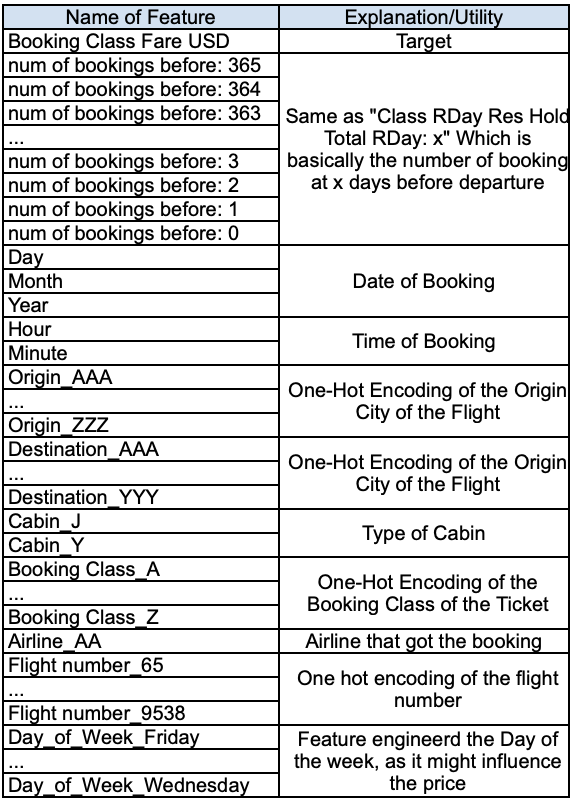 Name of Feature
Explanation/Utility
Booking Class Fare USD
Target
num of bookings before: 365
num of bookings before: 364
num of bookings before: 363
...
num of bookings before: 3
num of bookings before: 2
num of bookings before: 1
num of bookings before: 0
Same as "Class RDay Res Hold
Total RDay: x" Which is
basically the number of booking
at x days before departure
Day
Month
Year
Date of Booking
Hour
Minute
Time of Booking
Origin_AAA
...
Origin_ZZZ
One-Hot Encoding of the Origin
City of the Flight
Destination_AAA
...
Destination_YYY
One-Hot Encoding of the Origin
City of the Flight
Cabin_J
Cabin_Y
Type of Cabin
Booking Class_A
...
Booking Class_Z
One-Hot Encoding of the
Booking Class of the Ticket
Airline_AA
Airline that got the booking
Flight number_65
...
Flight number_9538
One hot encoding of the flight
number
Day_of_Week_Friday
...
Day_of_Week_Wednesday
Feature engineerd the Day of
the week, as it might influence
the price